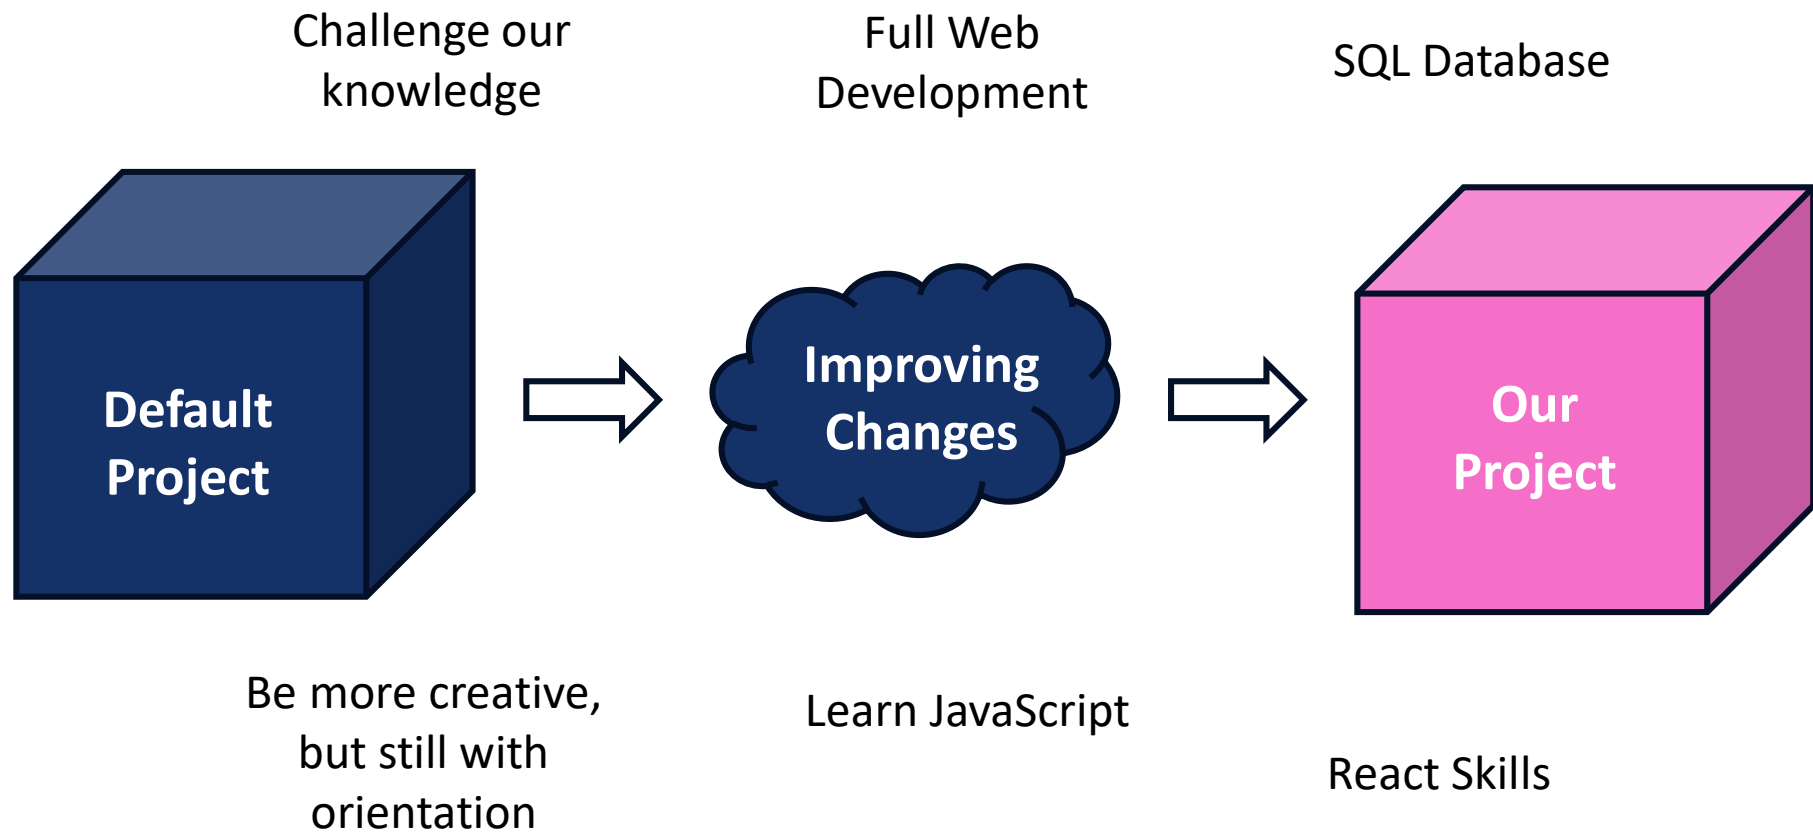 Challenge our
knowledge
Full Web
Development
SQL Database
Default
Project
Improving
Changes
Our
Project
Be more creative,
but still with
orientation
Learn JavaScript
React Skills